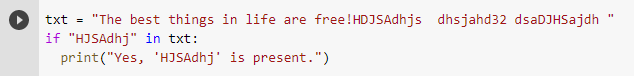 txt = "The best things in life are free!HDJSAdhjs  dhsjahd32 dsaDJHSajdh "
if "HJSAdhj" in txt:
  print("Yes, 'HJSAdhj' is present.")